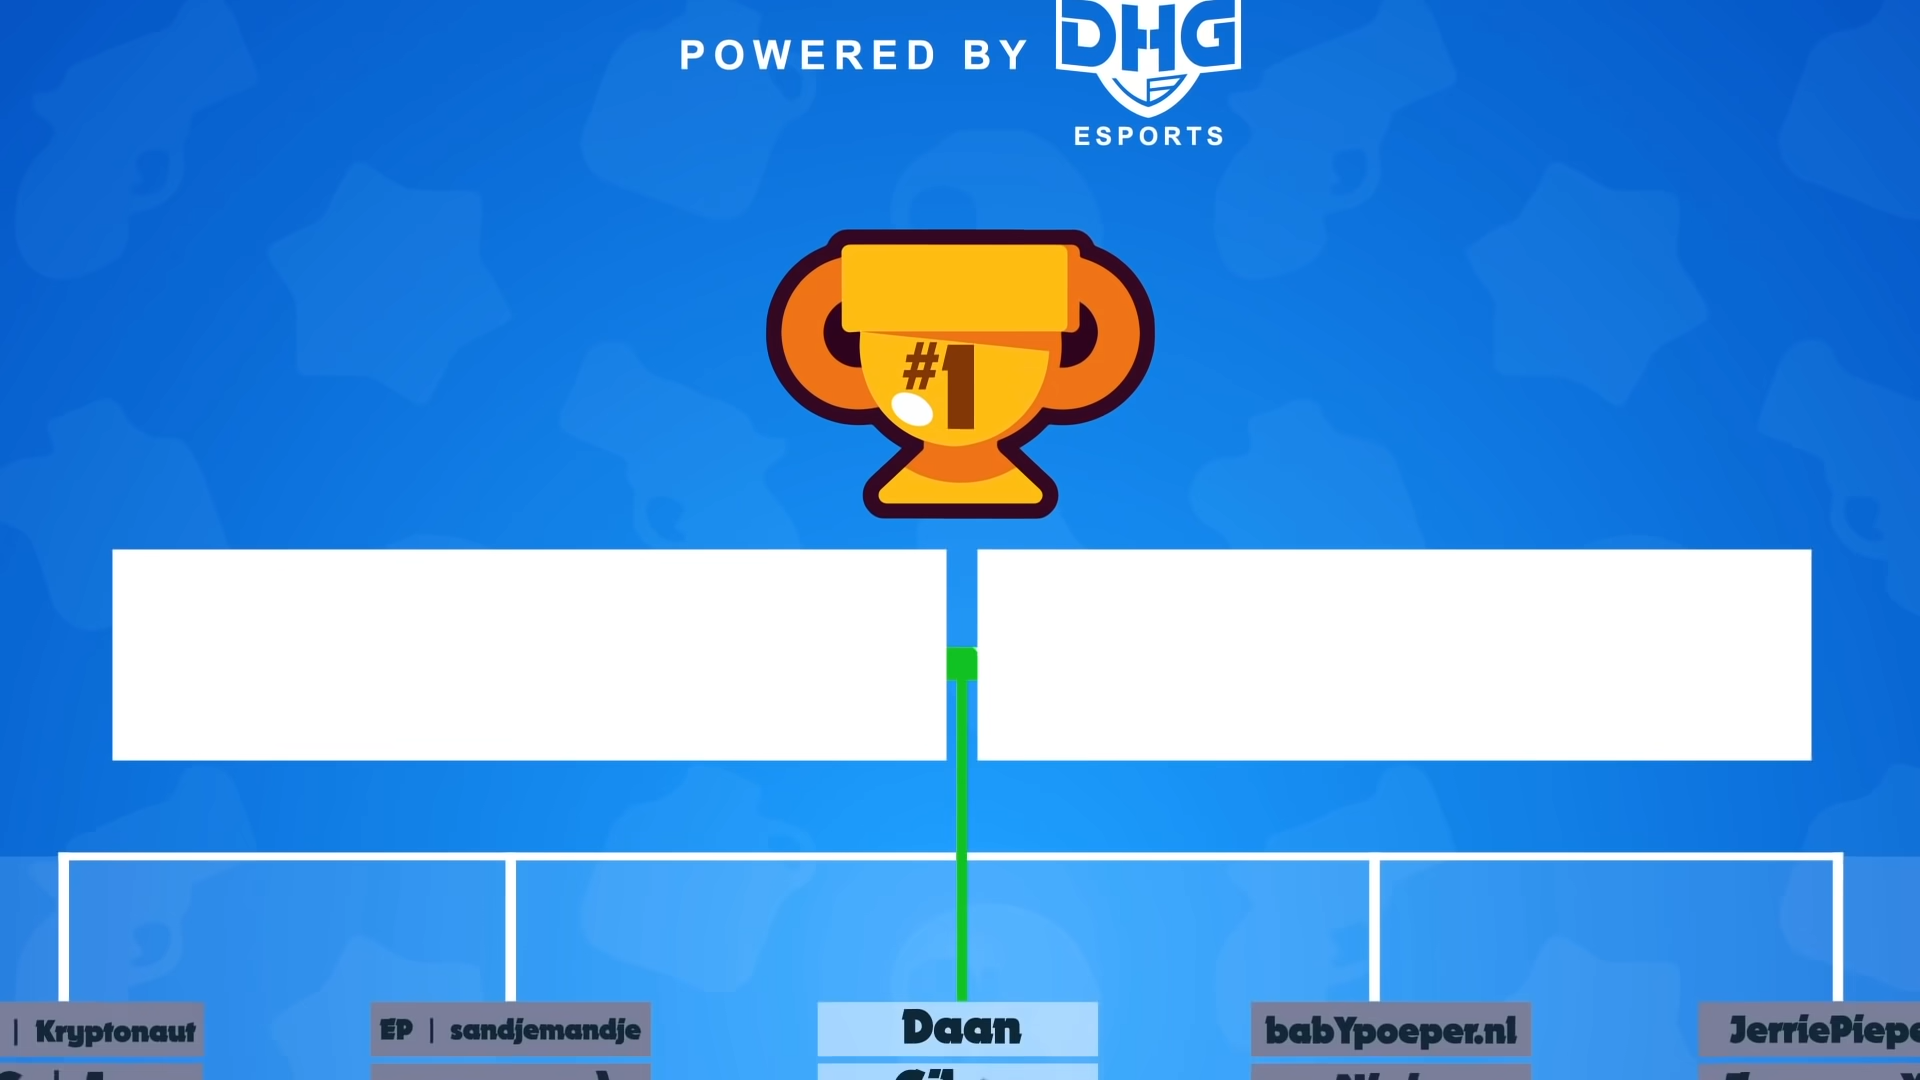 POWERED BY
DHG
ESPORTS
#1
| Kryptonaut
EP | sandjemandje
Daan
babYpoeper.nl